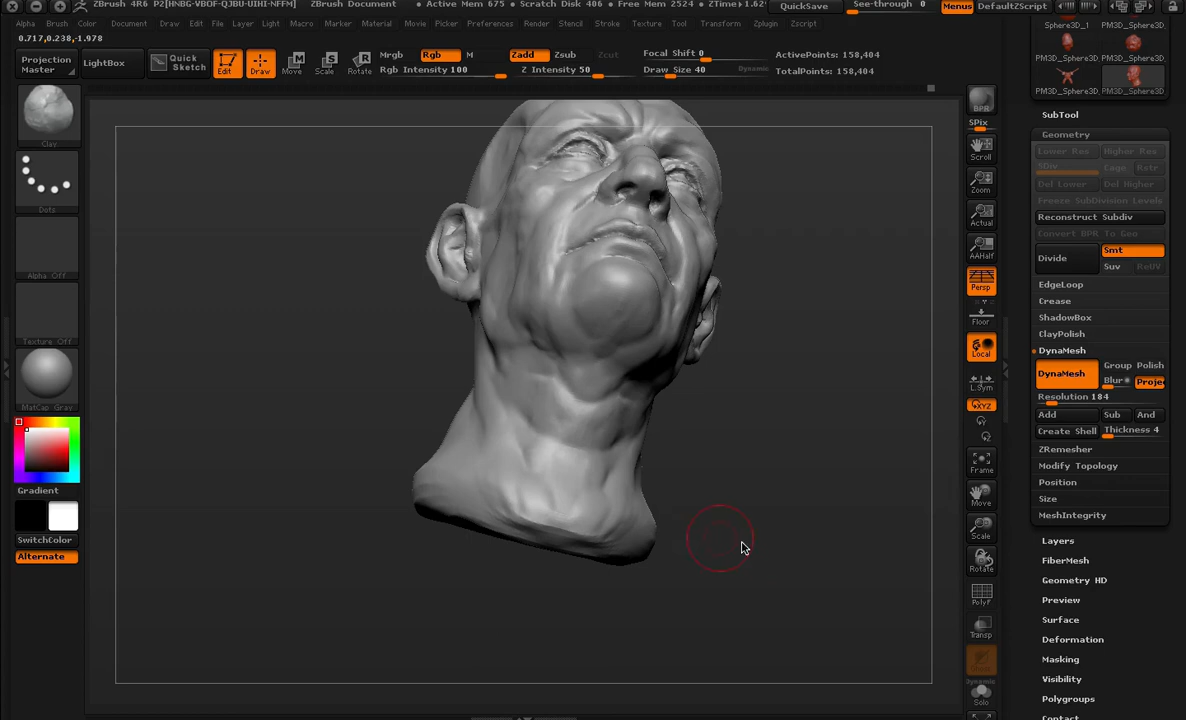 ZBrush 4R6 P2[HNBG-VBOF-QJBU-UIHI-NFFM] ZBrush Document • Active Mem 675 • Scratch Disk 406 • Free Mem 2524 • ZTime▸1.62 QuickSave See-through 0 Menus DefaultZScript
Alpha Brush Color Document Draw Edit File Layer Light Macro Marker Material Movie Picker Preferences Render Stencil Stroke Texture Tool Transform Zplugin Zscript
0.717,0.238,-1.978
Projection Master
LightBox
Quick Sketch
Edit
Draw
Move
Scale
Rotate
Mrgb Rgb M
Rgb Intensity 100
Zadd Zsub Zcut
Z Intensity 50
Focal Shift 0
Draw Size 40 Dynamic
ActivePoints: 158,404
TotalPoints: 158,404
Clay
Dots
Alpha Off
Texture Off
MatCap Gray
Gradient
SwitchColor
Alternate
BPR
SPix
Scroll
Zoom
Actual
AAHalf
Persp
Floor
Local
L.Sym
XYZ
Frame
Move
Scale
Rotate
PolyF
Transp
Dynamic
Solo
Sphere3D_1 PM3D_Sphere3D_
PM3D_Sphere3D_ PM3D_Sphere3D_
PM3D_Sphere3D_ PM3D_Sphere3D_
SubTool
Geometry
Lower Res Higher Res
SDiv Cage Rstr
Del Lower Del Higher
Freeze SubDivision Levels
Reconstruct Subdiv
Convert BPR To Geo
Divide Smt
Suv ReUV
EdgeLoop
Crease
ShadowBox
ClayPolish
DynaMesh
DynaMesh Group Polish
Blur Proje
Resolution 184
Add Sub And
Create Shell Thickness 4
ZRemesher
Modify Topology
Position
Size
MeshIntegrity
Layers
FiberMesh
Geometry HD
Preview
Surface
Deformation
Masking
Visibility
Polygroups
Contact